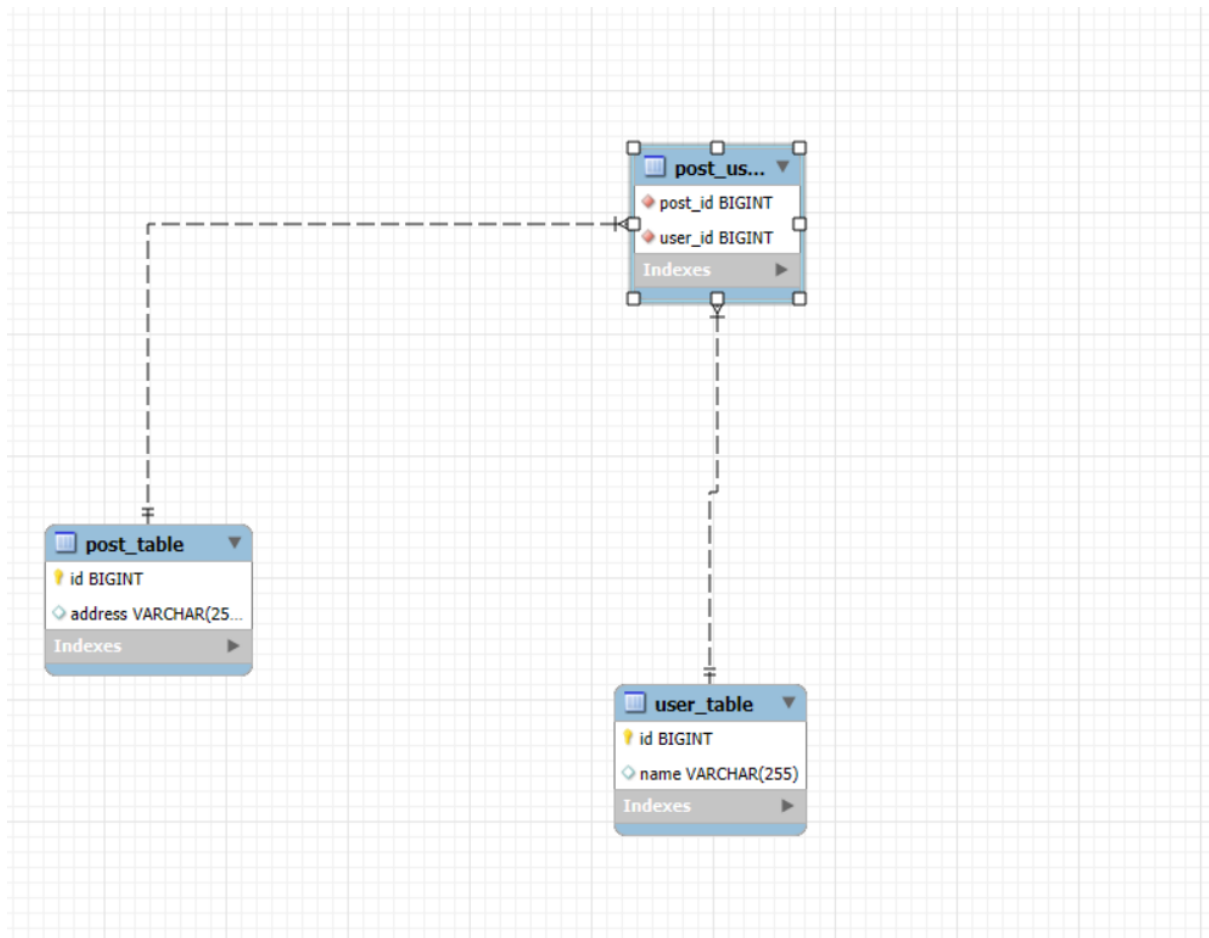 post_us...
post_id BIGINT
user_id BIGINT
Indexes
post_table
id BIGINT
address VARCHAR(25...
Indexes
user_table
id BIGINT
name VARCHAR(255)
Indexes